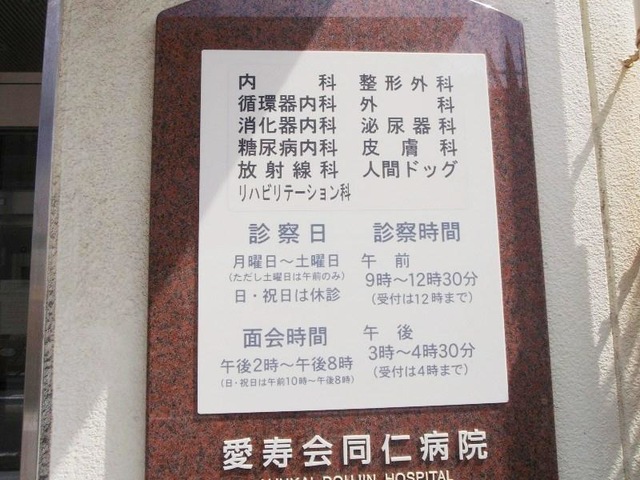 内科 整形外科
循環器内科 外科
消化器内科 泌尿器科
糖尿病内科 皮膚科
放射線科 人間ドッグ
リハビリテーション科
診察日
月曜日～土曜日
(ただし土曜日は午前のみ)
日・祝日は休診
診察時間
午前
9時～12時30分
(受付は12時まで)
面会時間
午後2時～午後8時
(日・祝日は午前10時～午後8時)
午後
3時～4時30分
(受付は4時まで)
愛寿会同仁病院
DOUJIN HOSPITAL